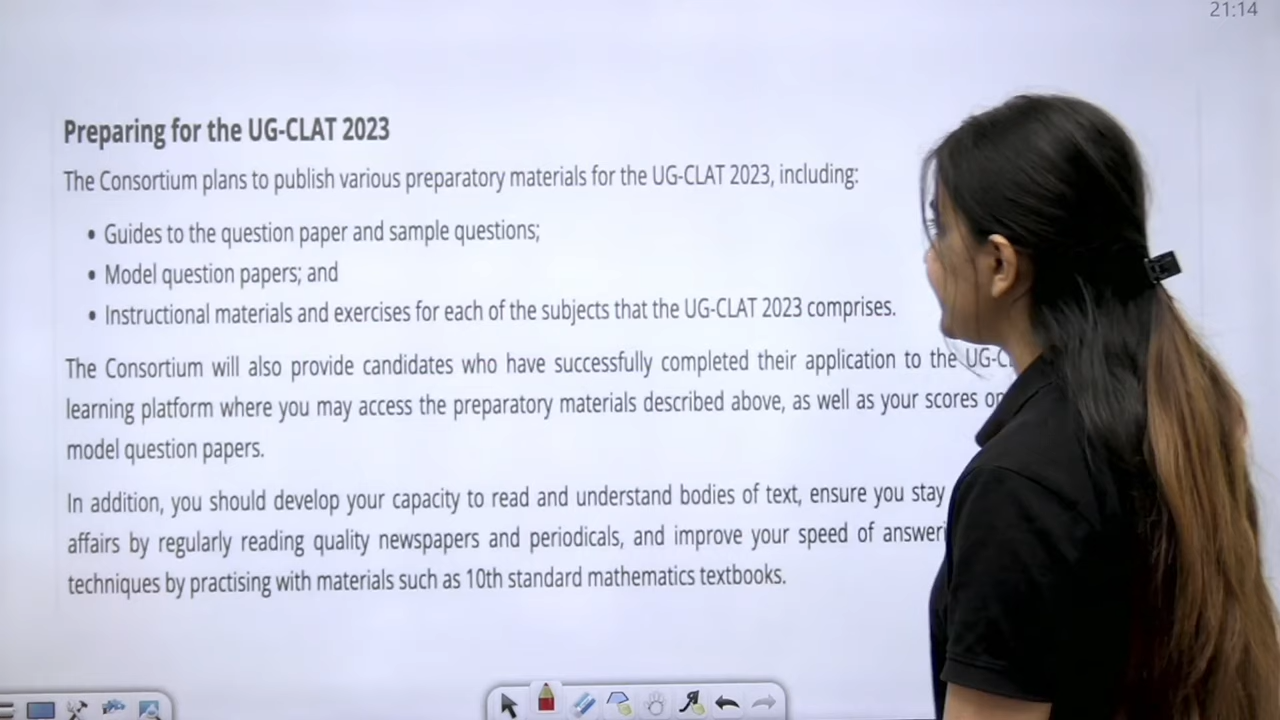 21:14
Preparing for the UG-CLAT 2023
The Consortium plans to publish various preparatory materials for the UG-CLAT 2023, including:
• Guides to the question paper and sample questions;
• Model question papers; and
• Instructional materials and exercises for each of the subjects that the UG-CLAT 2023 comprises.
The Consortium will also provide candidates who have successfully completed their application to the
learning platform where you may access the preparatory materials described above, as well as your scores
model question papers.
In addition, you should develop your capacity to read and understand bodies of text, ensure you stay
affairs by regularly reading quality newspapers and periodicals, and improve your speed of
techniques by practising with materials such as 10th standard mathematics textbooks.